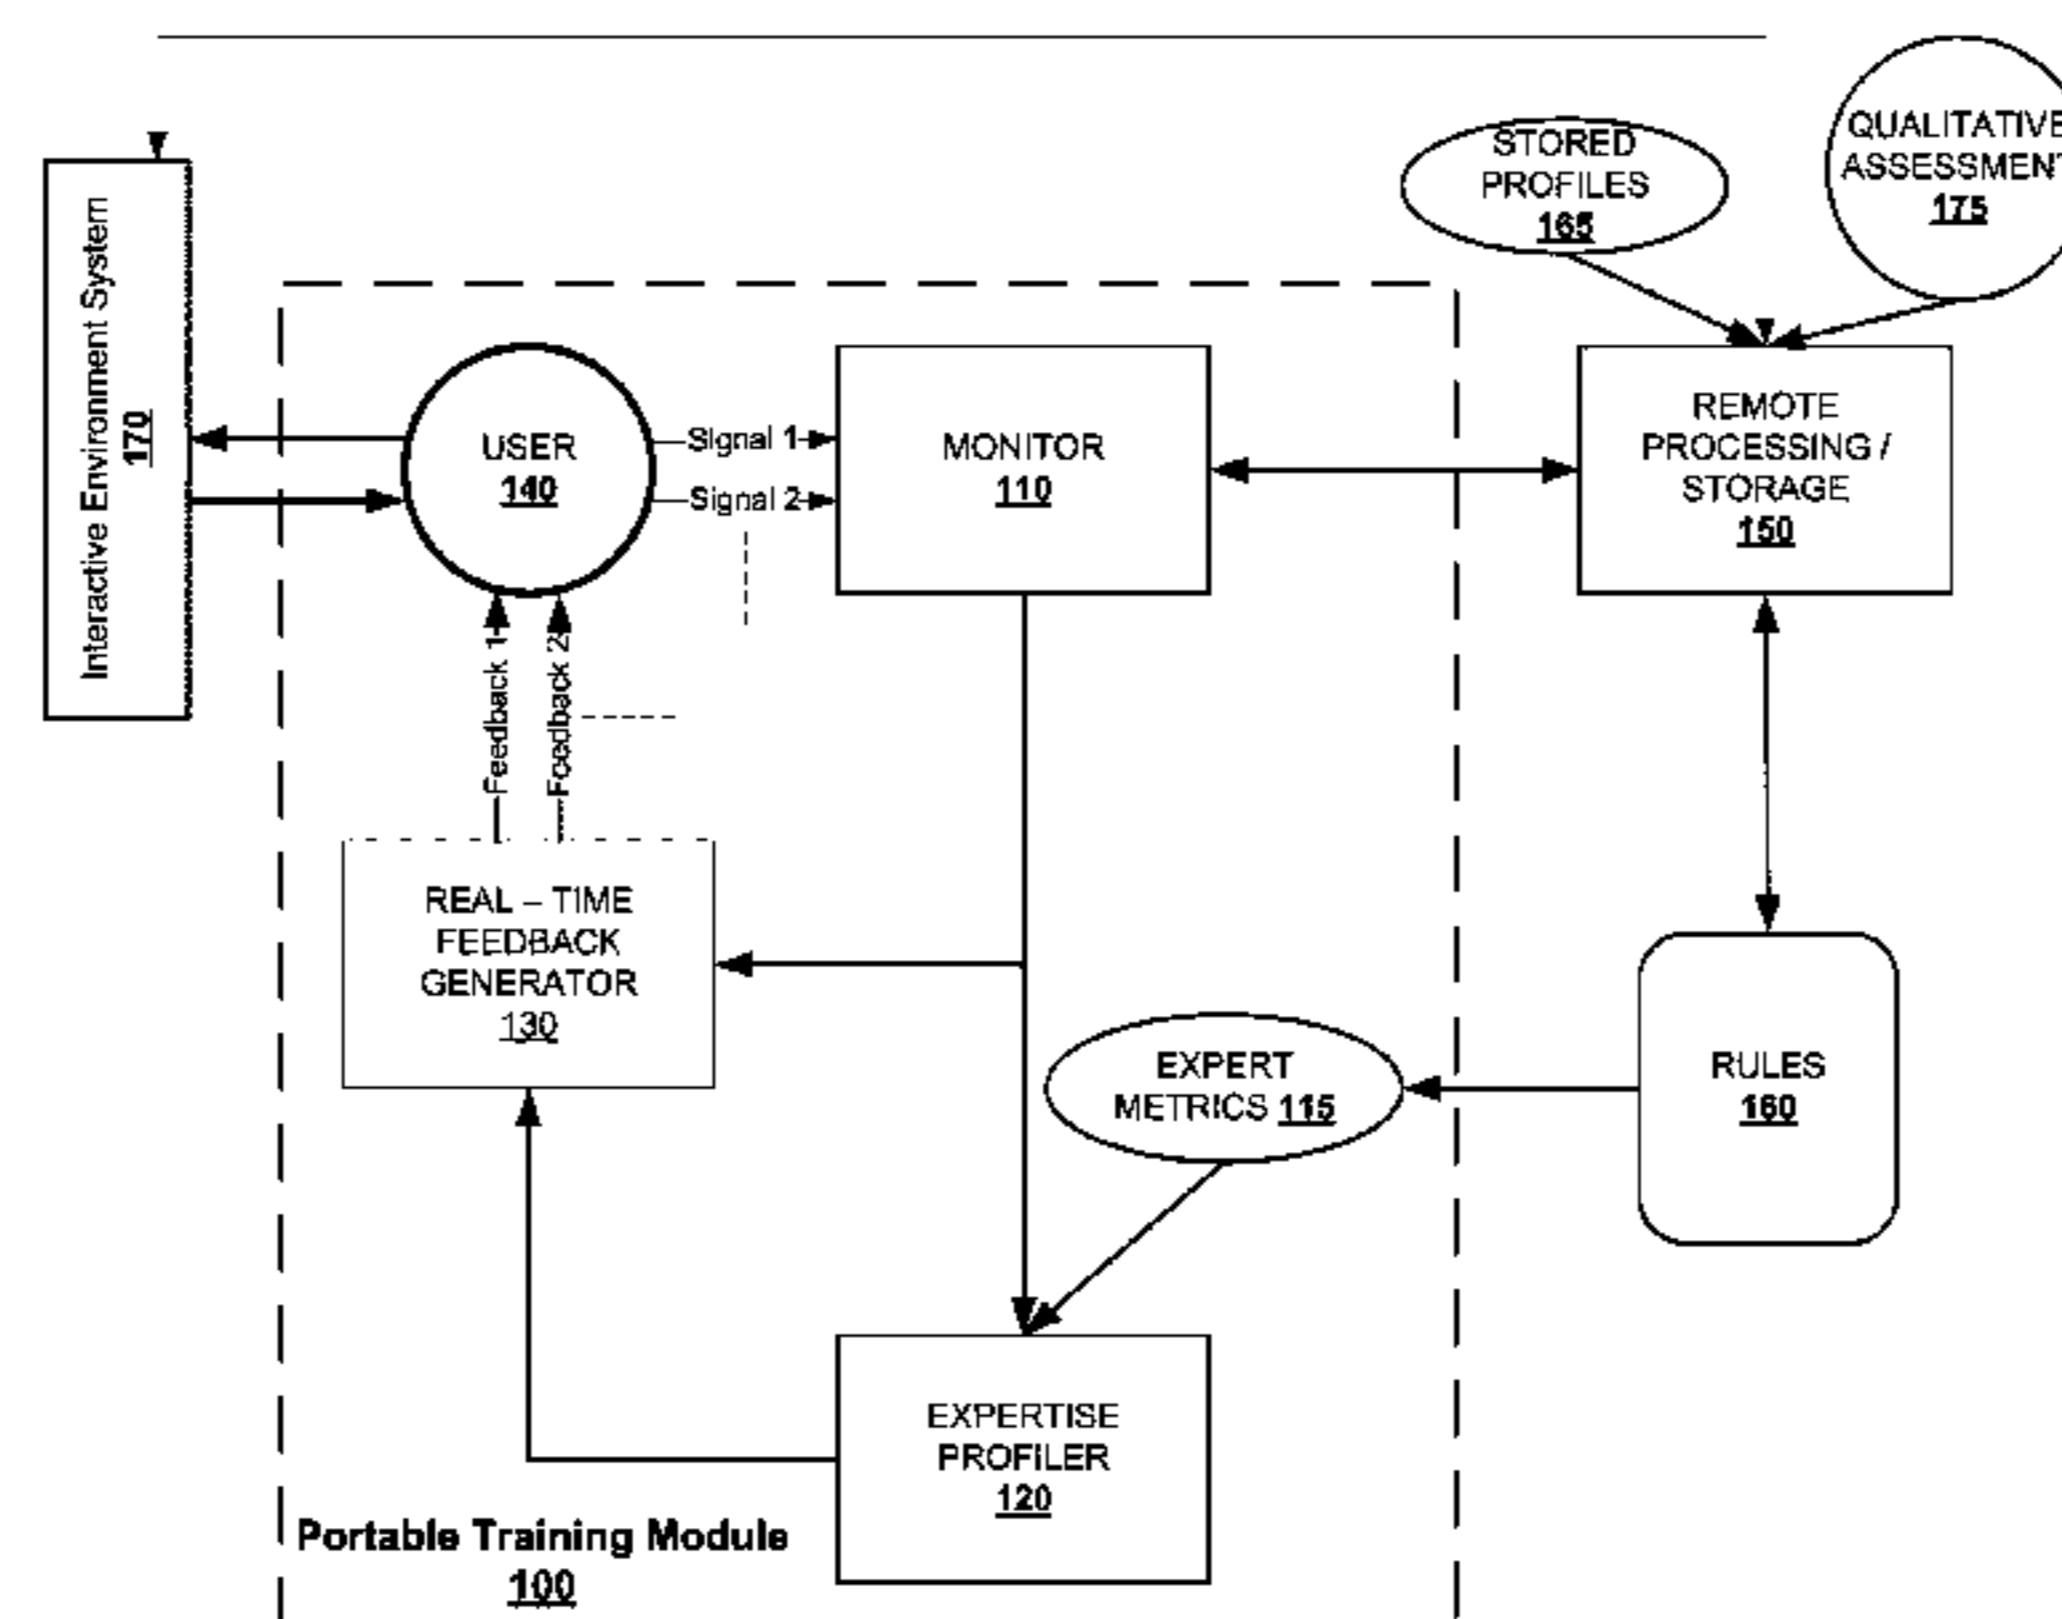 QUALITATIVE
ASSESSMENT
175
STORED
PROFILES
165
Interactive Environment System
170
USER
140
Signal 1
Signal 2
MONITOR
110
REMOTE
PROCESSING /
STORAGE
150
Feedback 1
Feedback 2
REAL – TIME
FEEDBACK
GENERATOR
130
EXPERT
METRICS 115
RULES
160
EXPERTISE
PROFILER
120
Portable Training Module
100